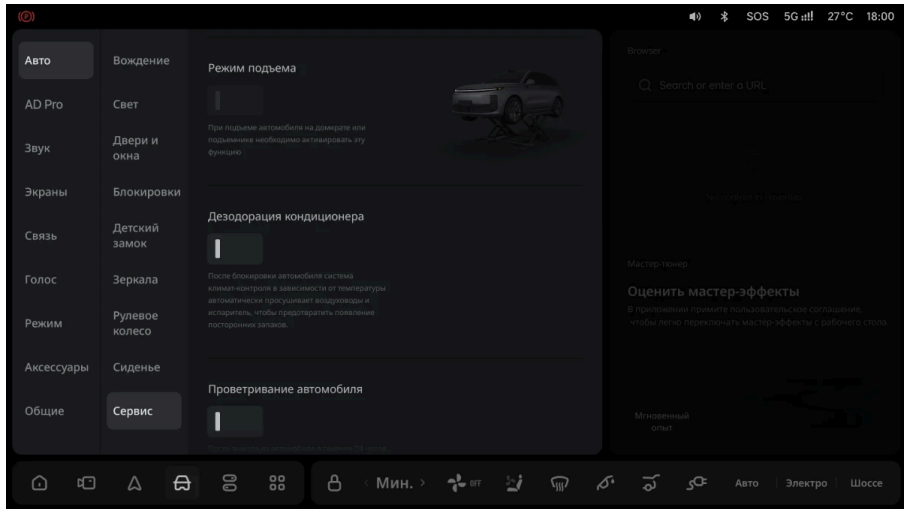 (P)
SOS 5G 27°C 18:00
Авто
AD Pro
Звук
Экраны
Связь
Голос
Режим
Аксессуары
Общие
Вождение
Свет
Двери и
окна
Блокировки
Детский
замок
Зеркала
Рулевое
колесо
Сиденье
Сервис
Режим подъема
При подъеме автомобиля на домкрате или
подъемнике необходимо активировать эту
функцию
Дезодорация кондиционера
После блокировки автомобиля система
климат-контроля в зависимости от температуры
автоматически просушивает воздуховоды и
испаритель, чтобы предотвратить появление
посторонних запахов.
Проветривание автомобиля
Browser
Search or enter a URL
Мастер-тюнер
Оценить мастер-эффекты
В приложении примите пользовательское соглашение,
чтобы легко переключать мастер-эффекты с рабочего стола.
Мгновенный
опыт
< Мин. > OFF Авто Электро Шоссе